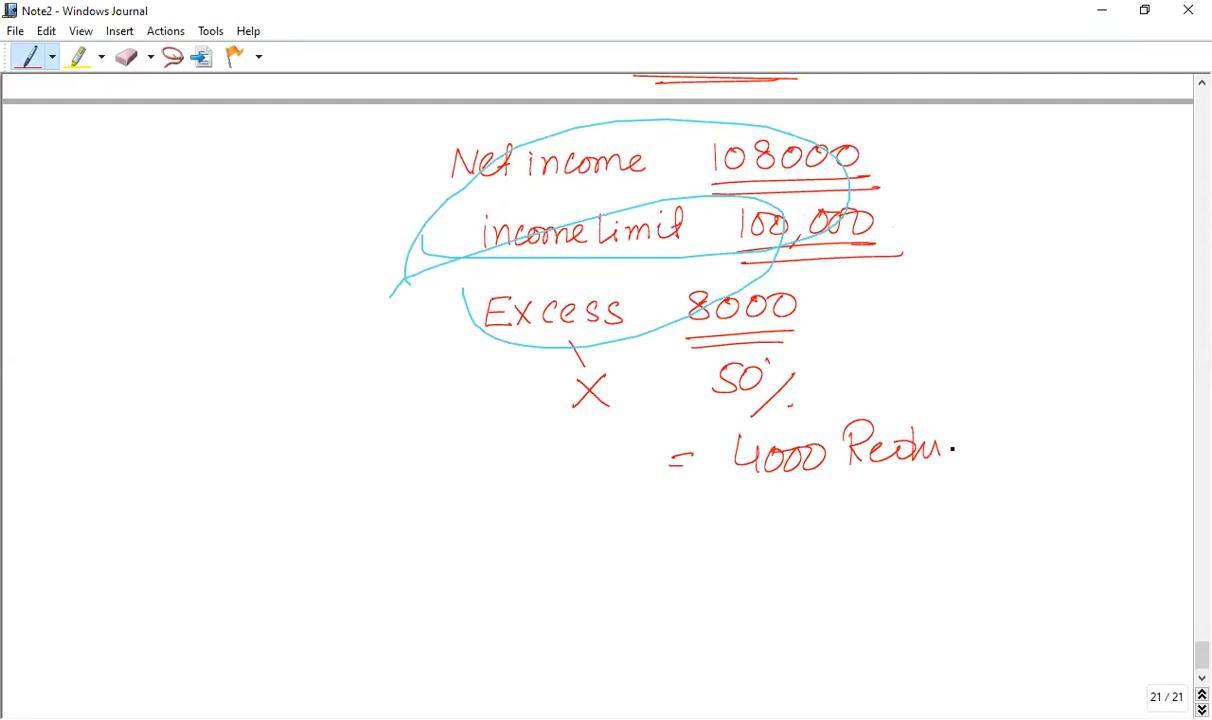 Note2 - Windows Journal
File Edit View Insert Actions Tools Help
Net income 108000
income limit 100,000
Excess 8000
X 50%
= 4000 Redu
21 / 21